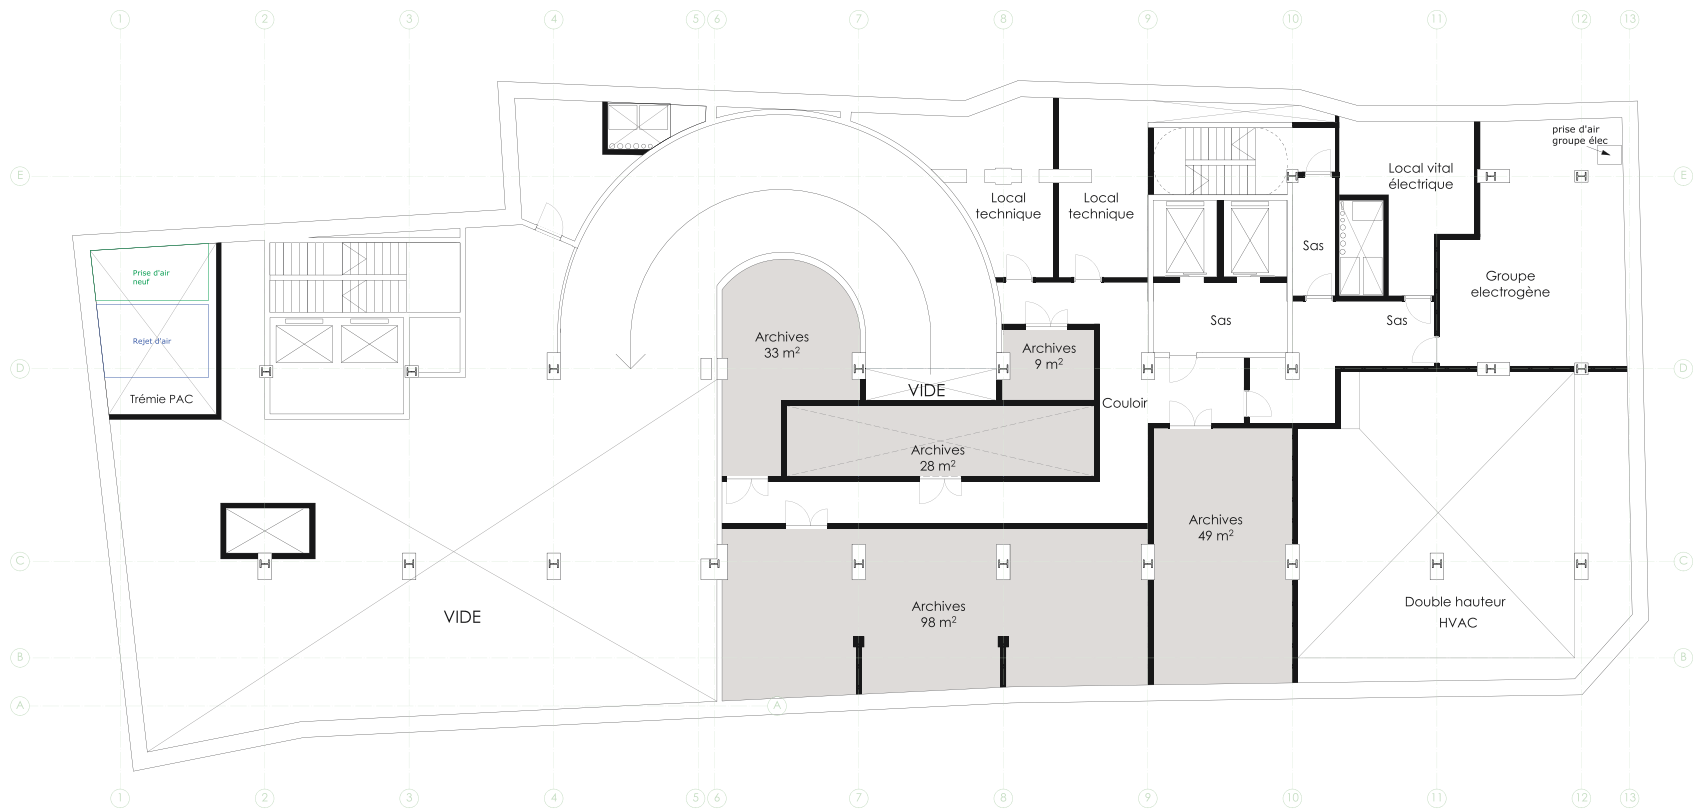 1 2 3 4 5 6 7 8 9 10 11 12 13
prise d'air
groupe élec
E E
Local vital
électrique
Local
technique
Local
technique
Sas
Prise d'air
neuf
Groupe
electrogène
Sas
Sas
Rejet d'air
Archives
33 m²
Archives
9 m²
D D
VIDE
Trémie PAC
Couloir
Archives
28 m²
Archives
49 m²
C C
Archives
98 m²
Double hauteur
HVAC
VIDE
B B
A A
1 2 3 4 5 6 7 8 9 10 11 12 13